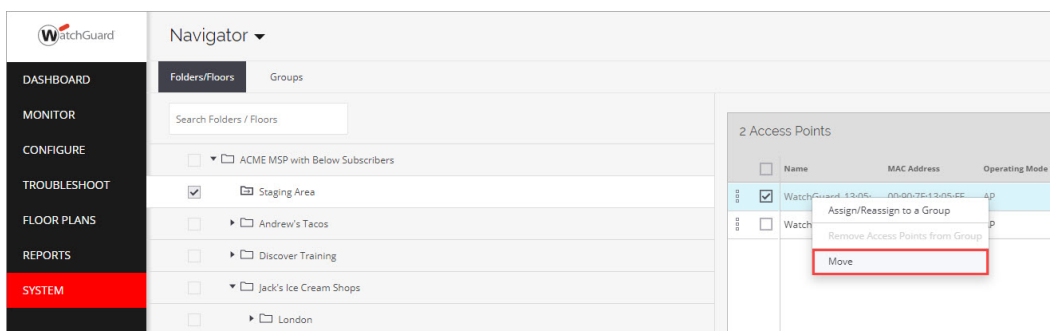 WatchGuard
Navigator
DASHBOARD
MONITOR
CONFIGURE
TROUBLESHOOT
FLOOR PLANS
REPORTS
SYSTEM
Folders/Floors Groups
Search Folders / Floors
ACME MSP with Below Subscribers
Staging Area
Andrew's Tacos
Discover Training
Jack's Ice Cream Shops
London
2 Access Points
Name MAC Address Operating Mode
AP
Watch
Assign/Reassign to a Group
Remove Access Points from Group
Move